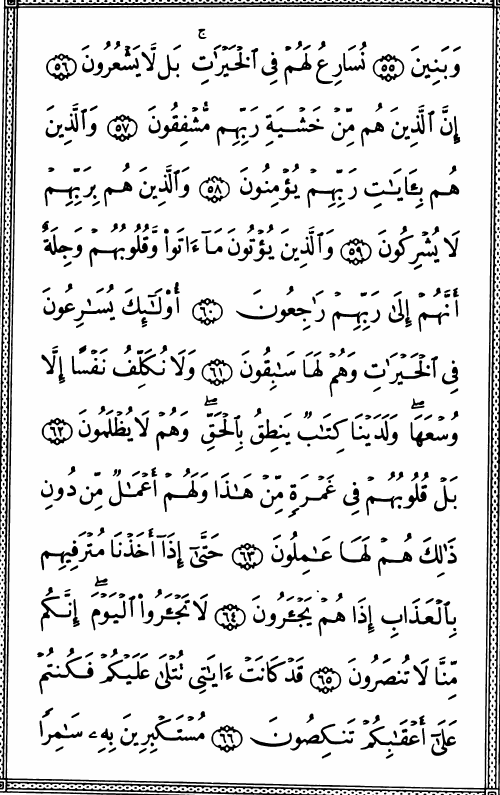 وَبَنِينَ ۝٥٥ نُسَارِعُ لَهُمْ فِى ٱلْخَيْرَٰتِ ۚ بَل لَّا يَشْعُرُونَ ۝٥٦
إِنَّ ٱلَّذِينَ هُم مِّنْ خَشْيَةِ رَبِّهِم مُّشْفِقُونَ ۝٥٧ وَٱلَّذِينَ
هُم بِـَٔايَٰتِ رَبِّهِمْ يُؤْمِنُونَ ۝٥٨ وَٱلَّذِينَ هُم بِرَبِّهِمْ
لَا يُشْرِكُونَ ۝٥٩ وَٱلَّذِينَ يُؤْتُونَ مَآ ءَاتَوا۟ وَّقُلُوبُهُمْ وَجِلَةٌ
أَنَّهُمْ إِلَىٰ رَبِّهِمْ رَٰجِعُونَ ۝٦٠ أُو۟لَٰٓئِكَ يُسَٰرِعُونَ
فِى ٱلْخَيْرَٰتِ وَهُمْ لَهَا سَٰبِقُونَ ۝٦١ وَلَا نُكَلِّفُ نَفْسًا إِلَّا
وُسْعَهَا ۖ وَلَدَيْنَا كِتَٰبٌ يَنطِقُ بِٱلْحَقِّ ۖ وَهُمْ لَا يُظْلَمُونَ ۝٦٢
بَلْ قُلُوبُهُمْ فِى غَمْرَةٍ مِّنْ هَٰذَا وَلَهُمْ أَعْمَٰلٌ مِّن دُونِ
ذَٰلِكَ هُمْ لَهَا عَٰمِلُونَ ۝٦٣ حَتَّىٰٓ إِذَآ أَخَذْنَا مُتْرَفِيهِم
بِٱلْعَذَابِ إِذَا هُمْ يَجْـَٔرُونَ ۝٦٤ لَا تَجْـَٔرُوا۟ ٱلْيَوْمَ ۖ إِنَّكُم
مِّنَّا لَا تُنصَرُونَ ۝٦٥ قَدْ كَانَتْ ءَايَٰتِى تُتْلَىٰ عَلَيْكُمْ فَكُنتُمْ
عَلَىٰٓ أَعْقَٰبِكُمْ تَنكِصُونَ ۝٦٦ مُسْتَكْبِرِينَ بِهِۦ سَٰمِرًا